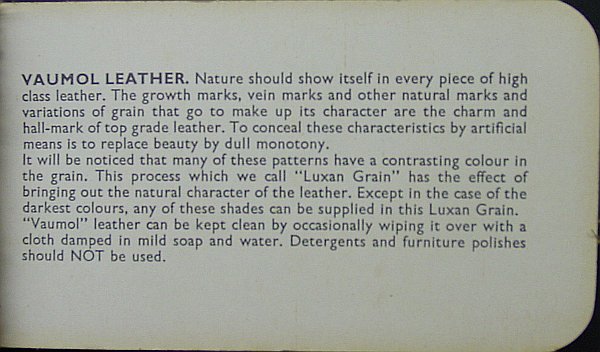 VAUMOL LEATHER. Nature should show itself in every piece of high
class leather. The growth marks, vein marks and other natural marks and
variations of grain that go to make up its character are the charm and
hall-mark of top grade leather. To conceal these characteristics by artificial
means is to replace beauty by dull monotony.
It will be noticed that many of these patterns have a contrasting colour in
the grain. This process which we call "Luxan Grain" has the effect of
bringing out the natural character of the leather. Except in the case of the
darkest colours, any of these shades can be supplied in this Luxan Grain.
"Vaumol" leather can be kept clean by occasionally wiping it over with a
cloth damped in mild soap and water. Detergents and furniture polishes
should NOT be used.